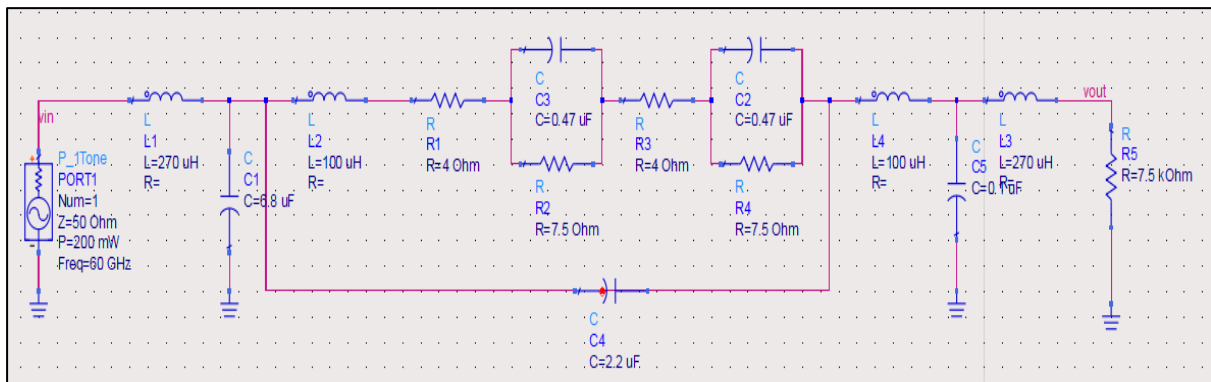 vin
P_1Tone
PORT1
Num=1
Z=50 Ohm
P=200 mW
Freq=60 GHz
L
L1
L=270 uH
R=
C
C1
C=6.8 uF
L
L2
L=100 uH
R=
R
R1
R=4 Ohm
C
C3
C=0.47 uF
R
R2
R=7.5 Ohm
R
R3
R=4 Ohm
C
C2
C=0.47 uF
R
R4
R=7.5 Ohm
C
C4
C=2.2 uF
L
L4
L=100 uH
R=
C
C5
C=0.1 uF
L
L3
L=270 uH
R=
vout
R
R5
R=7.5 kOhm